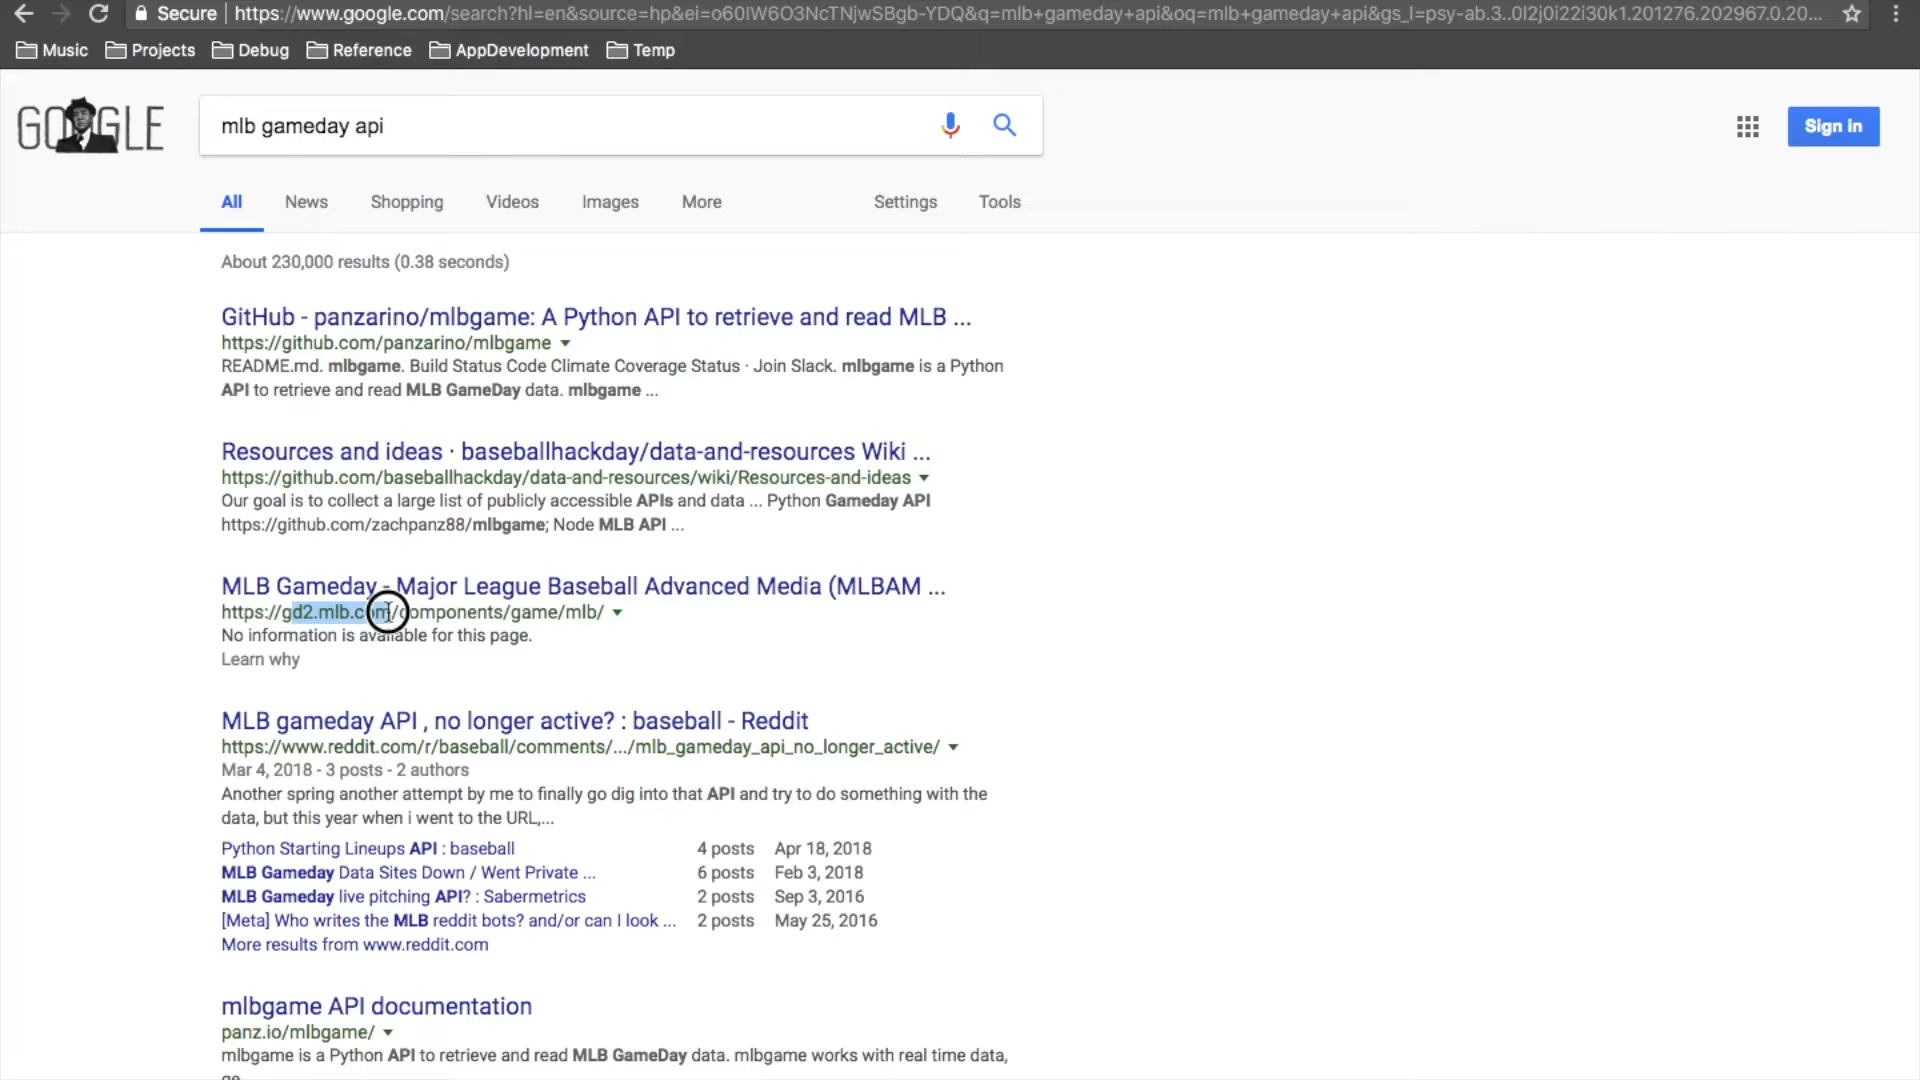 Secure https://www.google.com/search?hl=en&source=hp&ei=o60IW6O3NcTNjwSBgb-YDQ&q=mlb+gameday+api&oq=mlb+gameday+api&gs_l=psy-ab.3..0l2j0i22i30k1.201276.202967.0.20...
Music Projects Debug Reference AppDevelopment Temp
GOOGLE
mlb gameday api
Sign in
All News Shopping Videos Images More Settings Tools
About 230,000 results (0.38 seconds)
GitHub - panzarino/mlbgame: A Python API to retrieve and read MLB ...
https://github.com/panzarino/mlbgame
README.md. mlbgame. Build Status Code Climate Coverage Status · Join Slack. mlbgame is a Python
API to retrieve and read MLB GameDay data. mlbgame ...
Resources and ideas · baseballhackday/data-and-resources Wiki ...
https://github.com/baseballhackday/data-and-resources/wiki/Resources-and-ideas
Our goal is to collect a large list of publicly accessible APIs and data ... Python Gameday API
https://github.com/zachpanz88/mlbgame; Node MLB API ...
MLB Gameday - Major League Baseball Advanced Media (MLBAM ...
https://gd2.mlb.com/components/game/mlb/
No information is available for this page.
Learn why
MLB gameday API , no longer active? : baseball - Reddit
https://www.reddit.com/r/baseball/comments/.../mlb_gameday_api_no_longer_active/
Mar 4, 2018 - 3 posts - 2 authors
Another spring another attempt by me to finally go dig into that API and try to do something with the
data, but this year when i went to the URL,...
Python Starting Lineups API : baseball 4 posts Apr 18, 2018
MLB Gameday Data Sites Down / Went Private ... 6 posts Feb 3, 2018
MLB Gameday live pitching API? : Sabermetrics 2 posts Sep 3, 2016
[Meta] Who writes the MLB reddit bots? and/or can I look ... 2 posts May 25, 2016
More results from www.reddit.com
mlbgame API documentation
panz.io/mlbgame/
mlbgame is a Python API to retrieve and read MLB GameDay data. mlbgame works with real time data,